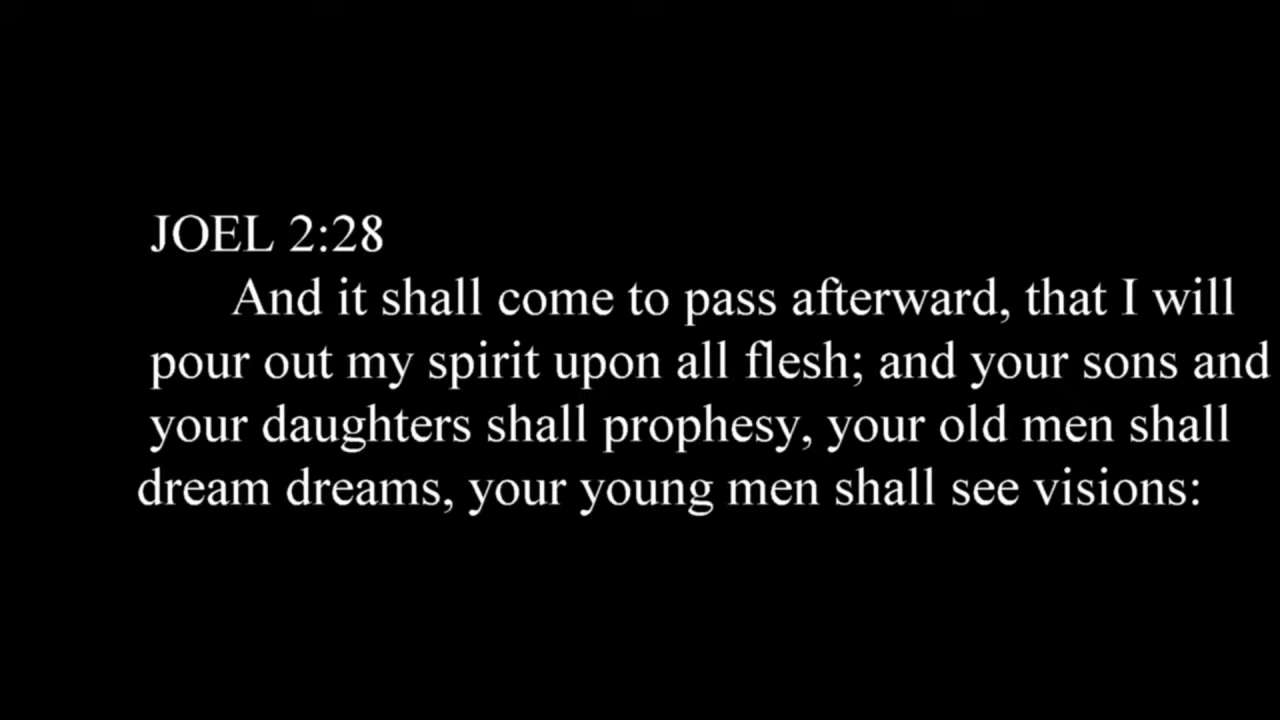 JOEL 2:28
And it shall come to pass afterward, that I will
pour out my spirit upon all flesh; and your sons and
your daughters shall prophesy, your old men shall
dream dreams, your young men shall see visions: